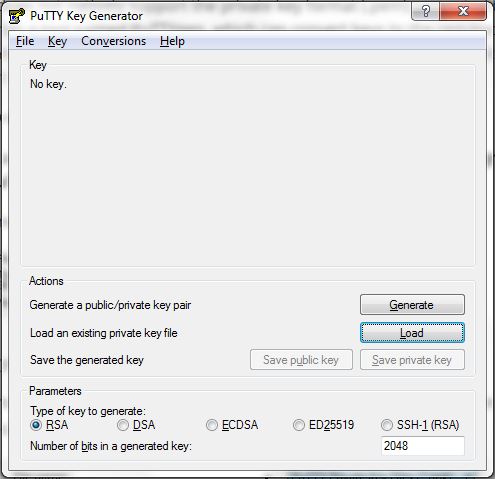 PuTTY Key Generator
File Key Conversions Help
Key
No key.
Actions
Generate a public/private key pair Generate
Load an existing private key file Load
Save the generated key Save public key Save private key
Parameters
Type of key to generate:
RSA DSA ECDSA ED25519 SSH-1 (RSA)
Number of bits in a generated key: 2048